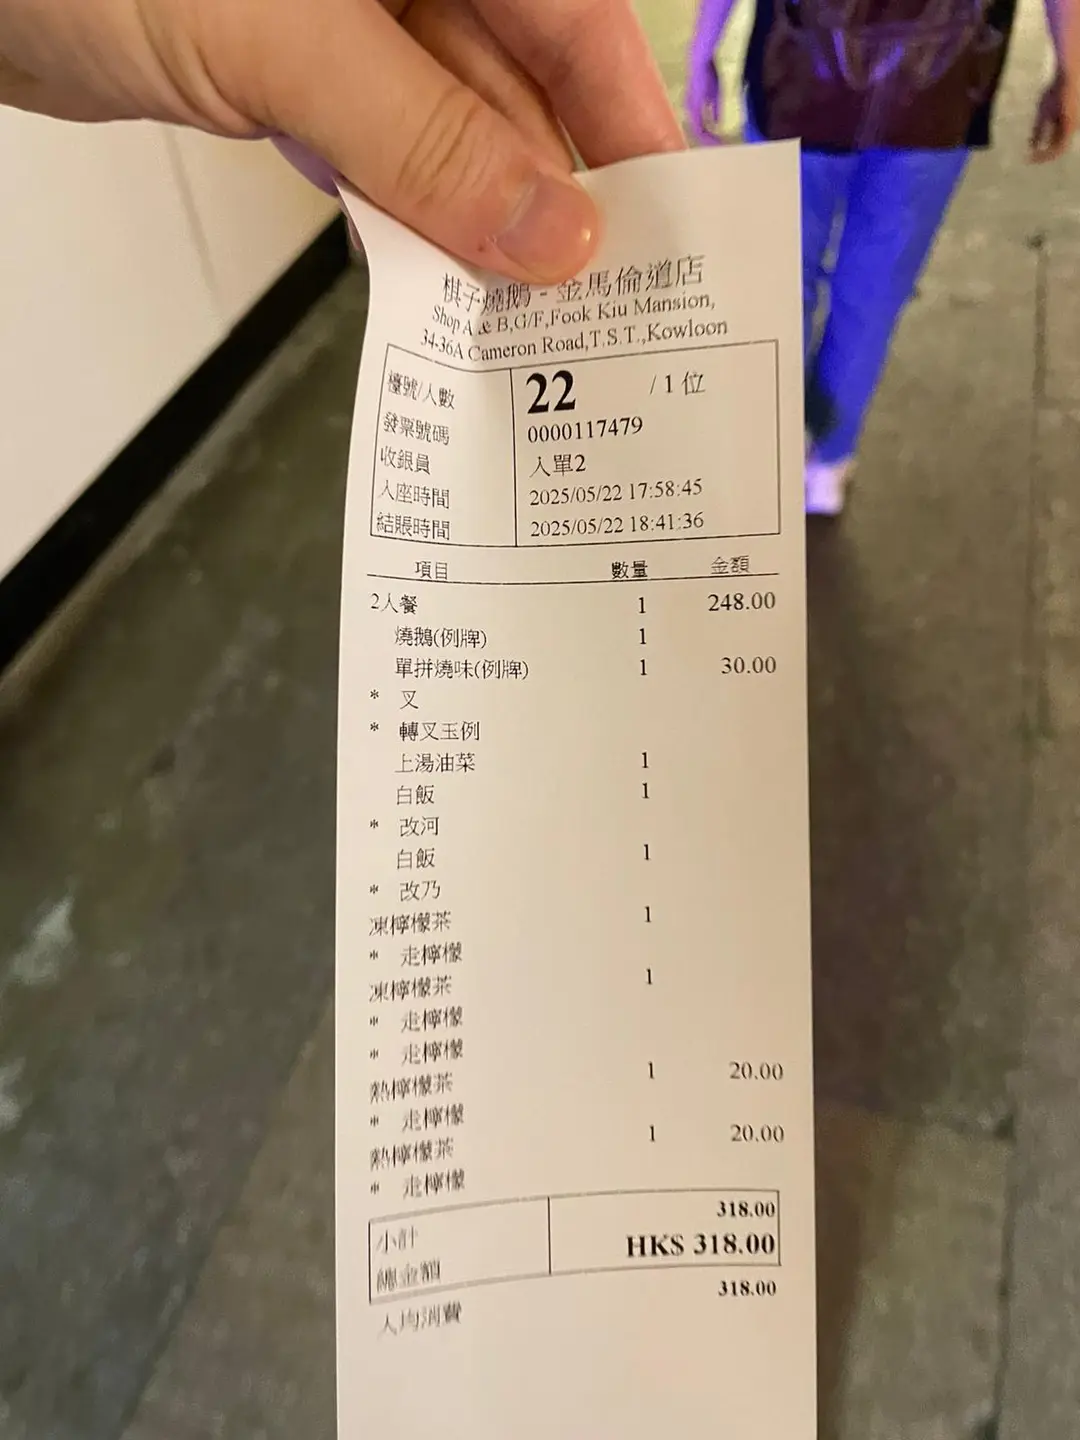 棋子燒鵝 - 金馬倫道店
Shop A & B,G/F,Fook Kiu Mansion,
34-36A Cameron Road,T.S.T.,Kowloon
檯號/人數 22 / 1 位
發票號碼 0000117479
收銀員 入單2
入座時間 2025/05/22 17:58:45
結賬時間 2025/05/22 18:41:36
項目 數量 金額
2人餐 1 248.00
燒鵝(例牌) 1
單拼燒味(例牌) 1 30.00
* 叉
* 轉叉玉例
上湯油菜 1
白飯 1
* 改河
白飯 1
* 改乃
凍檸檬茶 1
* 走檸檬
凍檸檬茶 1
* 走檸檬
* 走檸檬
熱檸檬茶 1 20.00
* 走檸檬
熱檸檬茶 1 20.00
* 走檸檬
小計 318.00
總金額 HK$ 318.00
人均消費 318.00